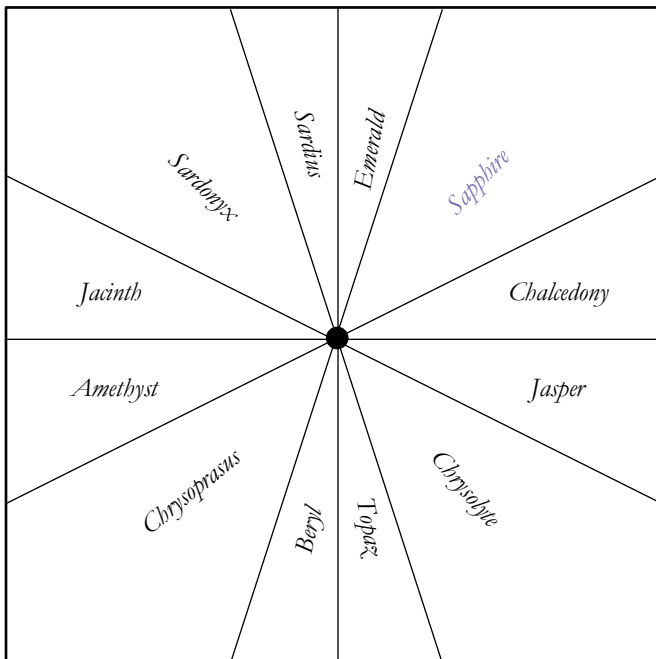 Sardius
Emerald
Sardonyx
Sapphire
Jacinth
Chalcedony
Amethyst
Jasper
Chrysoprasus
Beryl
Topaz
Chrysolyte